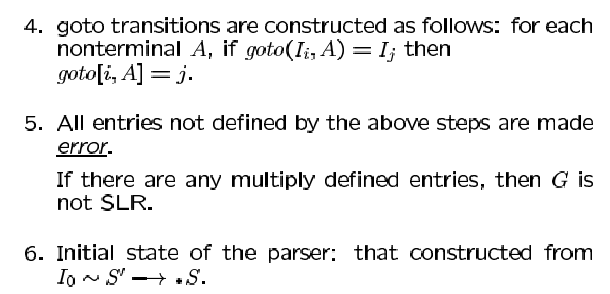 4. goto transitions are constructed as follows: for each
nonterminal A, if goto(I_i, A) = I_j then
goto[i, A] = j.
5. All entries not defined by the above steps are made
error.
If there are any multiply defined entries, then G is
not SLR.
6. Initial state of the parser: that constructed from
I_0 ∼ S′ ⟶ •S.